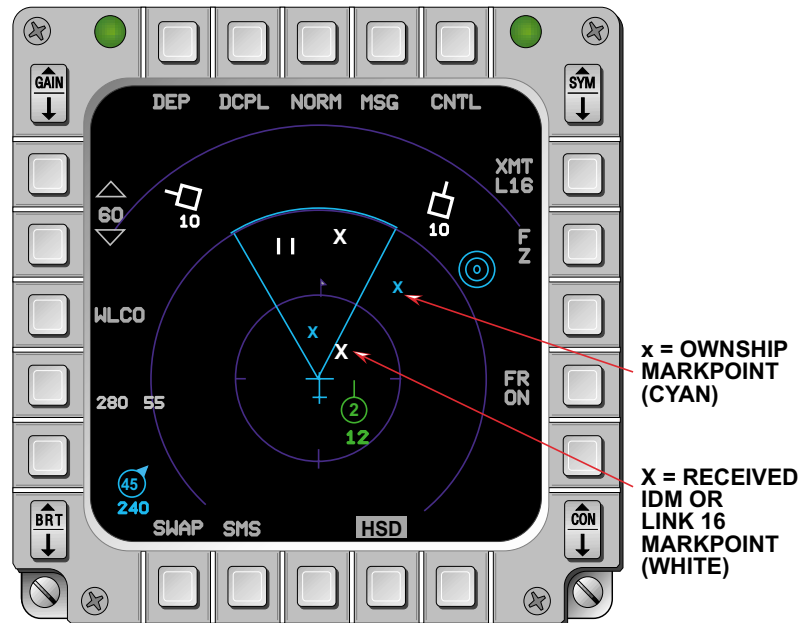 GAIN
SYM
DEP DCPL NORM MSG CNTL
XMT
L16
60
10
10
X
F
Z
O
x
WLCO
x
X
x = OWNSHIP
MARKPOINT
(CYAN)
FR
ON
280 55
2
12
45
240
X = RECEIVED
IDM OR
LINK 16
MARKPOINT
(WHITE)
BRT
CON
SWAP SMS HSD